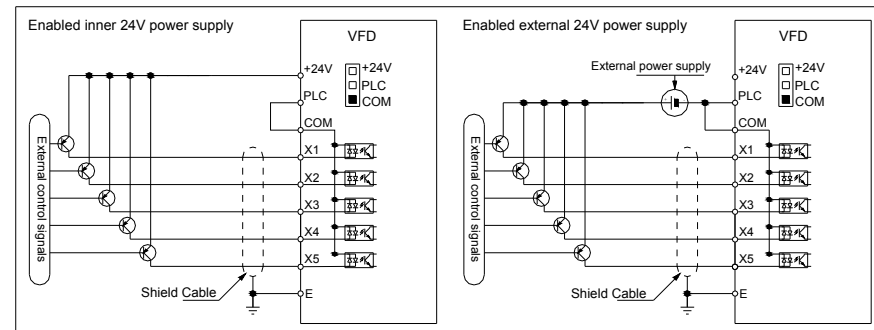 Enabled inner 24V power supply
VFD
+24V
+24V
PLC
COM
PLC
COM
X1
X2
X3
X4
X5
E
External control signals
Shield Cable
Enabled external 24V power supply
VFD
External power supply
+24V
+24V
PLC
COM
PLC
COM
X1
X2
X3
X4
X5
E
External control signals
Shield Cable